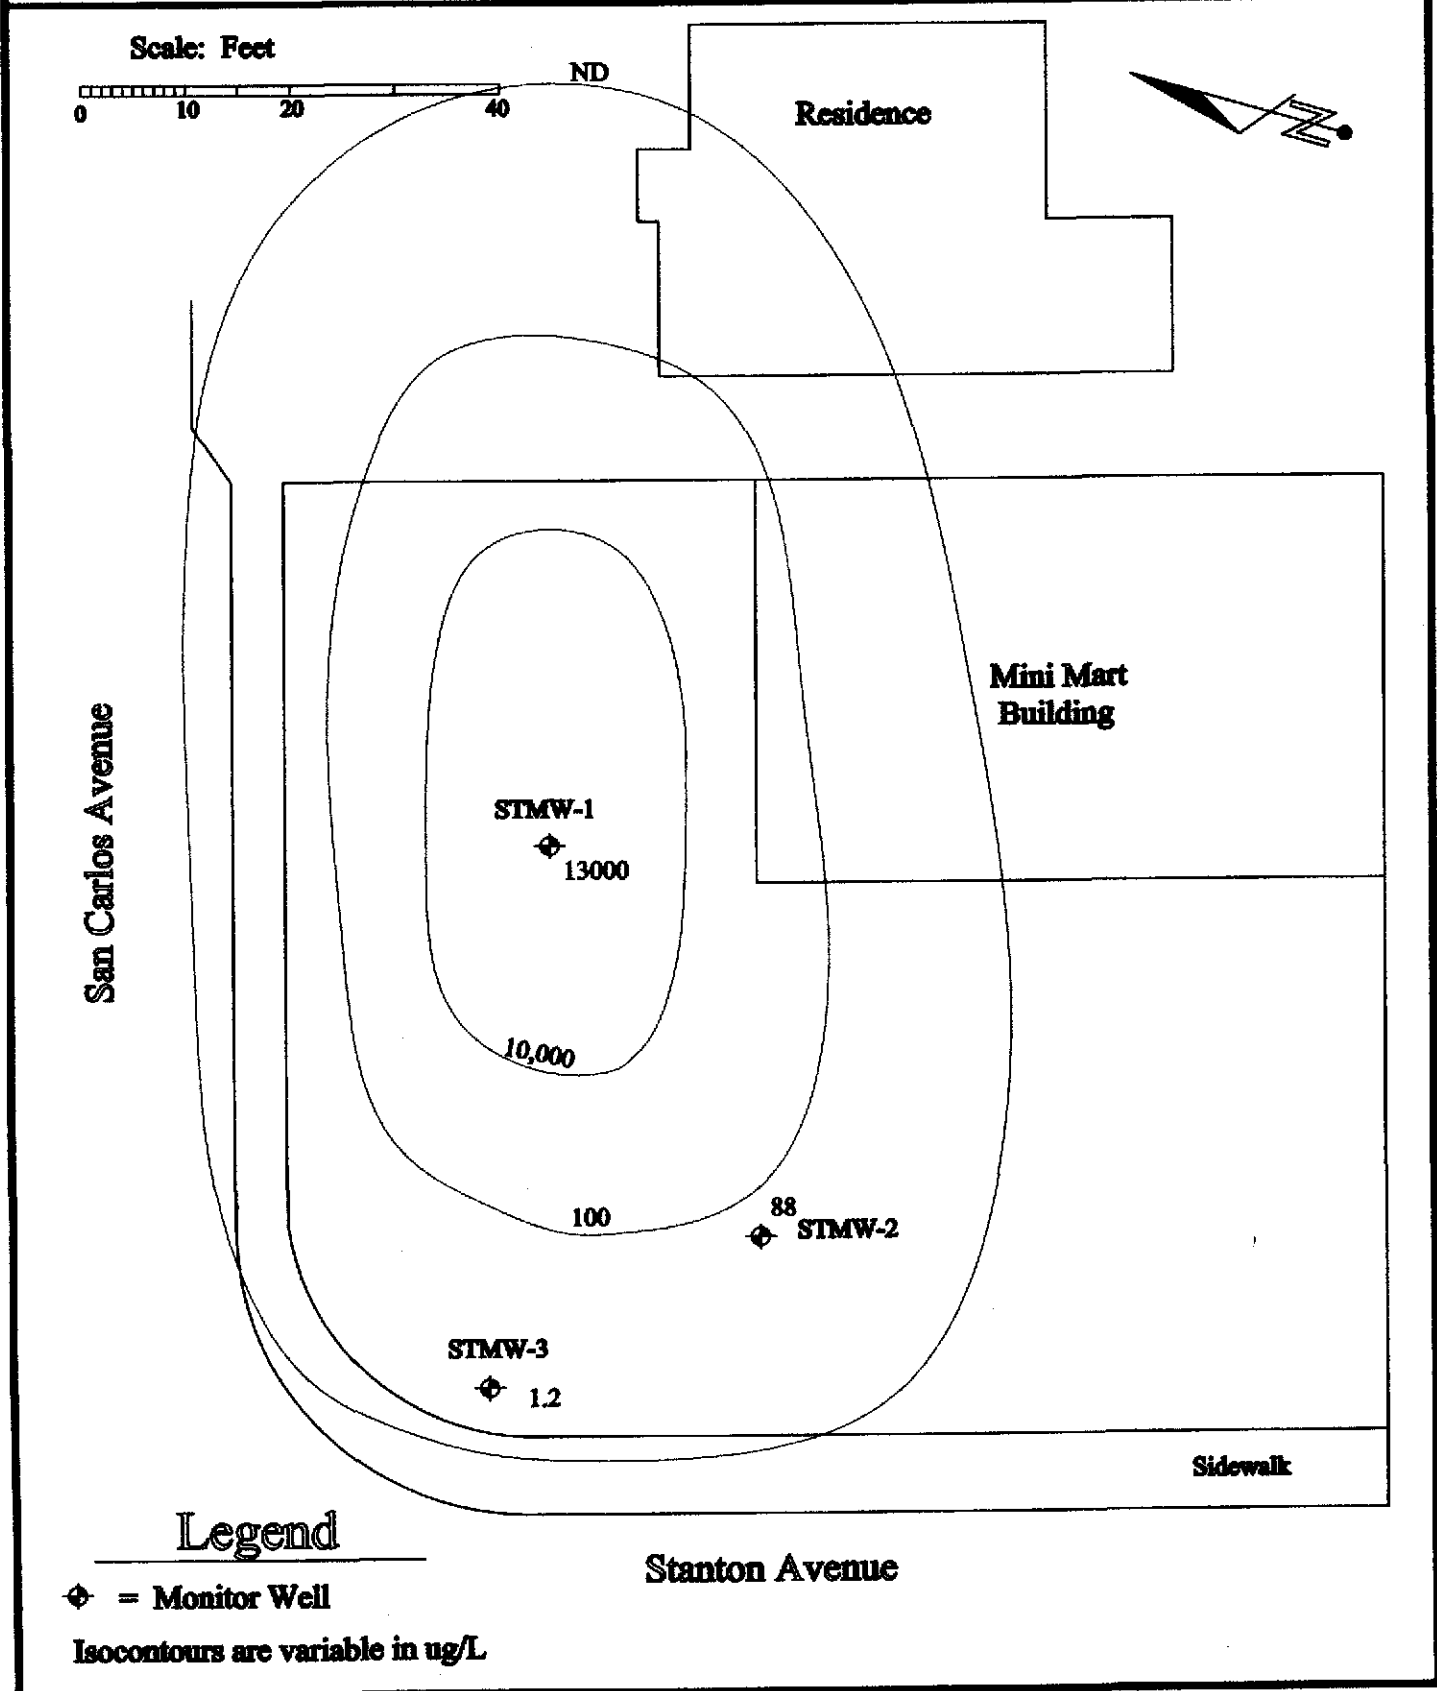 Scale: Feet
0 10 20 40
ND
Residence
N
Mini Mart
Building
San Carlos Avenue
STMW-1
13000
10,000
100
88
STMW-2
STMW-3
1.2
Sidewalk
Legend
= Monitor Well
Isocontours are variable in ug/L
Stanton Avenue